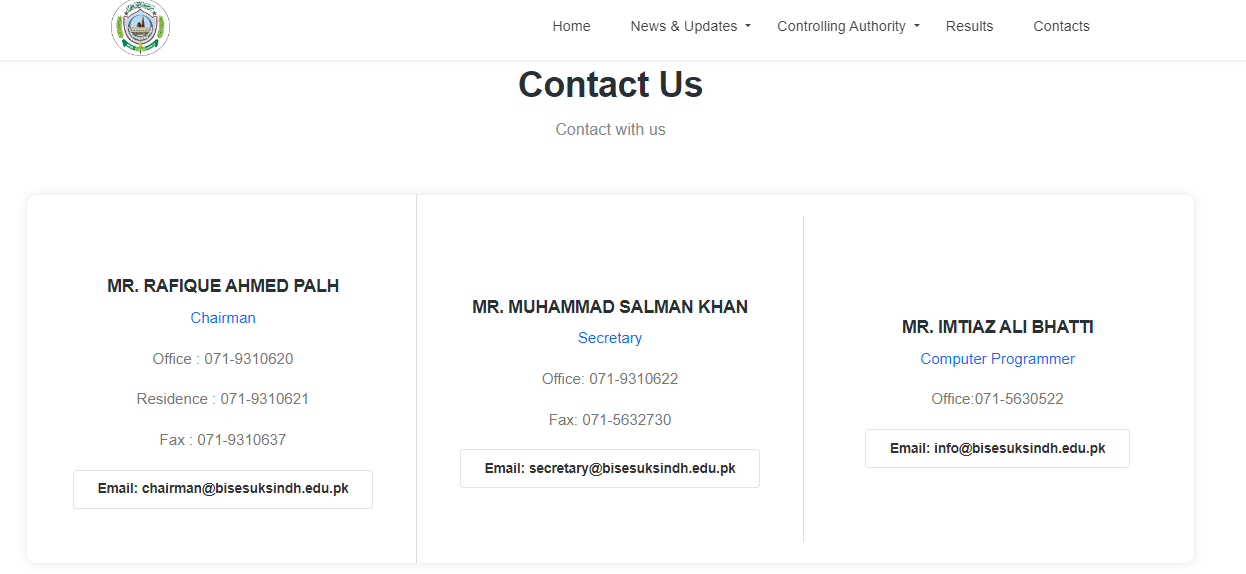 Home News & Updates Controlling Authority Results Contacts
Contact Us
Contact with us
MR. RAFIQUE AHMED PALH
Chairman
Office : 071-9310620
Residence : 071-9310621
Fax : 071-9310637
Email: chairman@bisesuksindh.edu.pk
MR. MUHAMMAD SALMAN KHAN
Secretary
Office: 071-9310622
Fax: 071-5632730
Email: secretary@bisesuksindh.edu.pk
MR. IMTIAZ ALI BHATTI
Computer Programmer
Office:071-5630522
Email: info@bisesuksindh.edu.pk